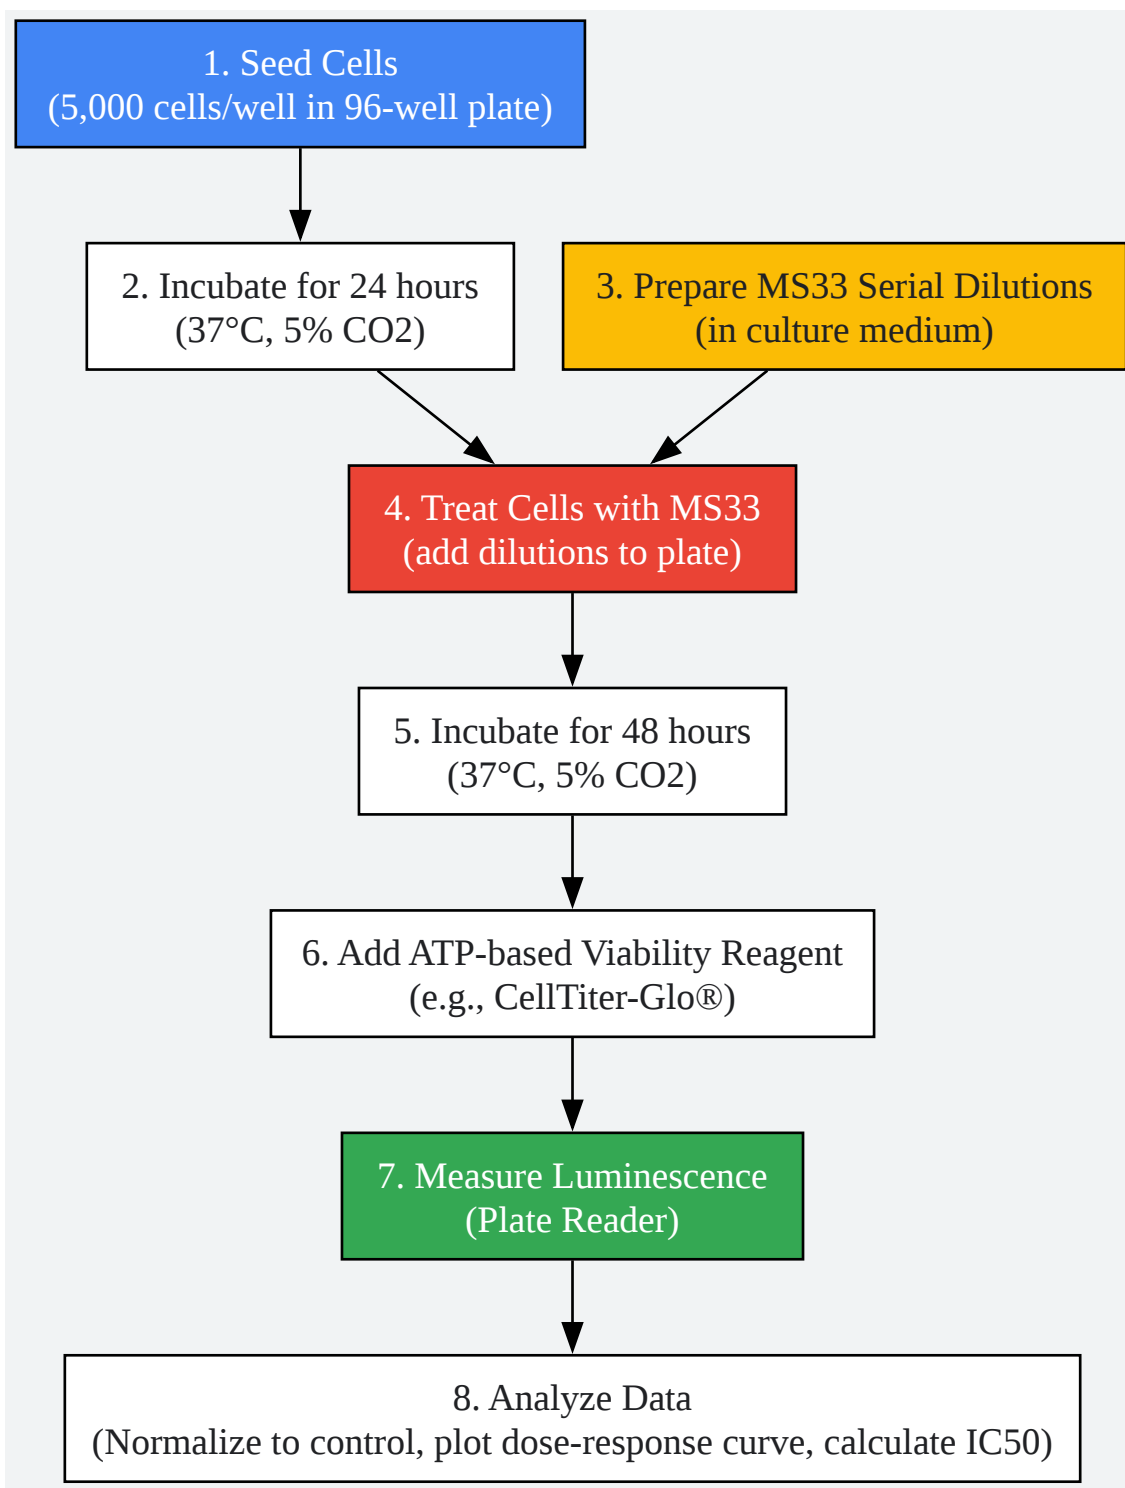 1. Seed Cells
(5,000 cells/well in 96-well plate)
2. Incubate for 24 hours
(37°C, 5% CO2)
3. Prepare MS33 Serial Dilutions
(in culture medium)
4. Treat Cells with MS33
(add dilutions to plate)
5. Incubate for 48 hours
(37°C, 5% CO2)
6. Add ATP-based Viability Reagent
(e.g., CellTiter-Glo®)
7. Measure Luminescence
(Plate Reader)
8. Analyze Data
(Normalize to control, plot dose-response curve, calculate IC50)